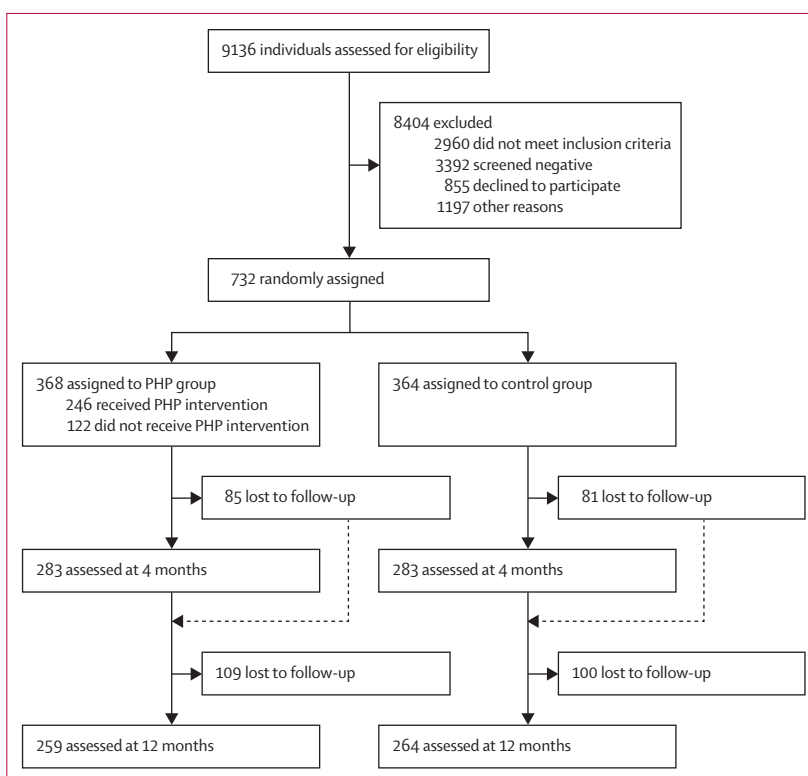 9136 individuals assessed for eligibility
8404 excluded
2960 did not meet inclusion criteria
3392 screened negative
855 declined to participate
1197 other reasons
732 randomly assigned
368 assigned to PHP group
246 received PHP intervention
122 did not receive PHP intervention
364 assigned to control group
85 lost to follow-up
81 lost to follow-up
283 assessed at 4 months
283 assessed at 4 months
109 lost to follow-up
100 lost to follow-up
259 assessed at 12 months
264 assessed at 12 months